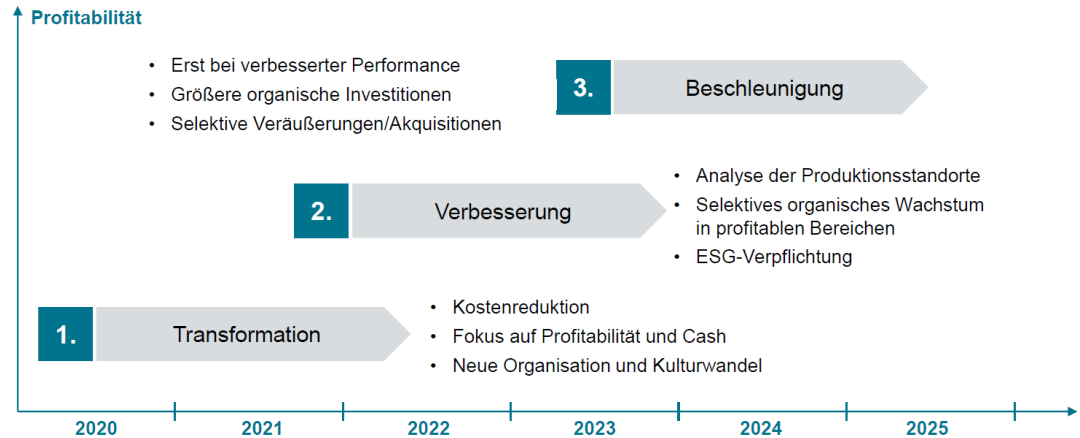 Profitabilität
• Erst bei verbesserter Performance
• Größere organische Investitionen
• Selektive Veräußerungen/Akquisitionen
3. Beschleunigung
2. Verbesserung
• Analyse der Produktionsstandorte
• Selektives organisches Wachstum
in profitablen Bereichen
• ESG-Verpflichtung
1. Transformation
• Kostenreduktion
• Fokus auf Profitabilität und Cash
• Neue Organisation und Kulturwandel
2020 2021 2022 2023 2024 2025